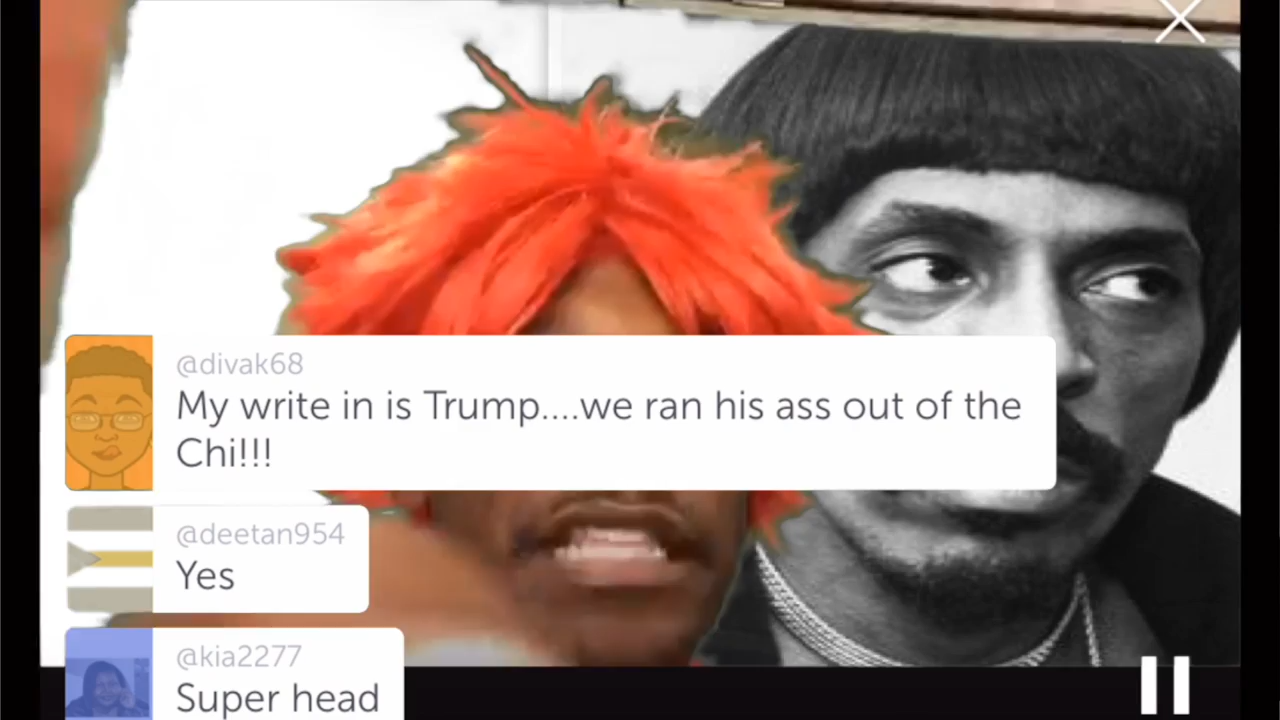 @divak68
My write in is Trump....we ran his ass out of the
Chi!!!
@deetan954
Yes
@kia2277
Super head